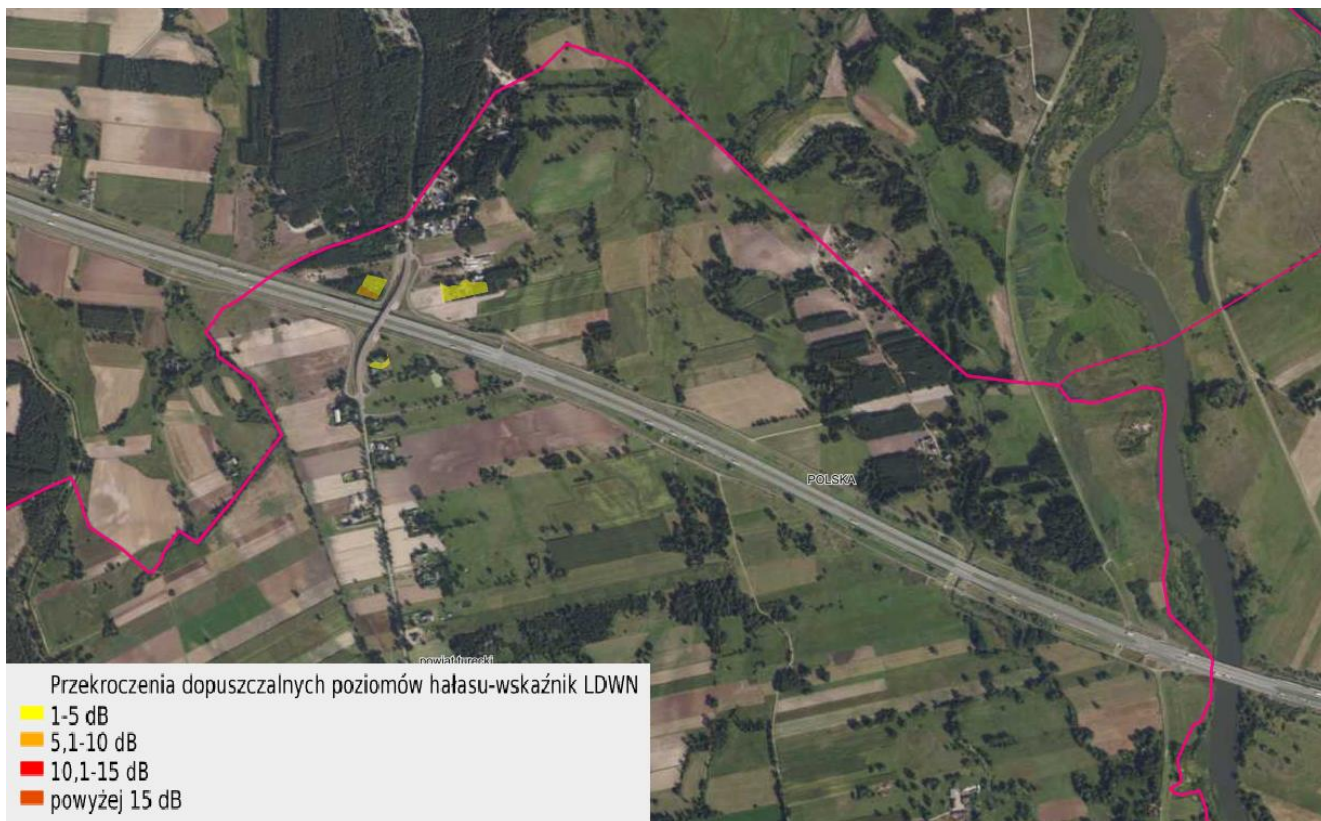 POLSKA
powiat turecki
Przekroczenia dopuszczalnych poziomów hałasu-wskaźnik LDWN
1-5 dB
5,1-10 dB
10,1-15 dB
powyżej 15 dB